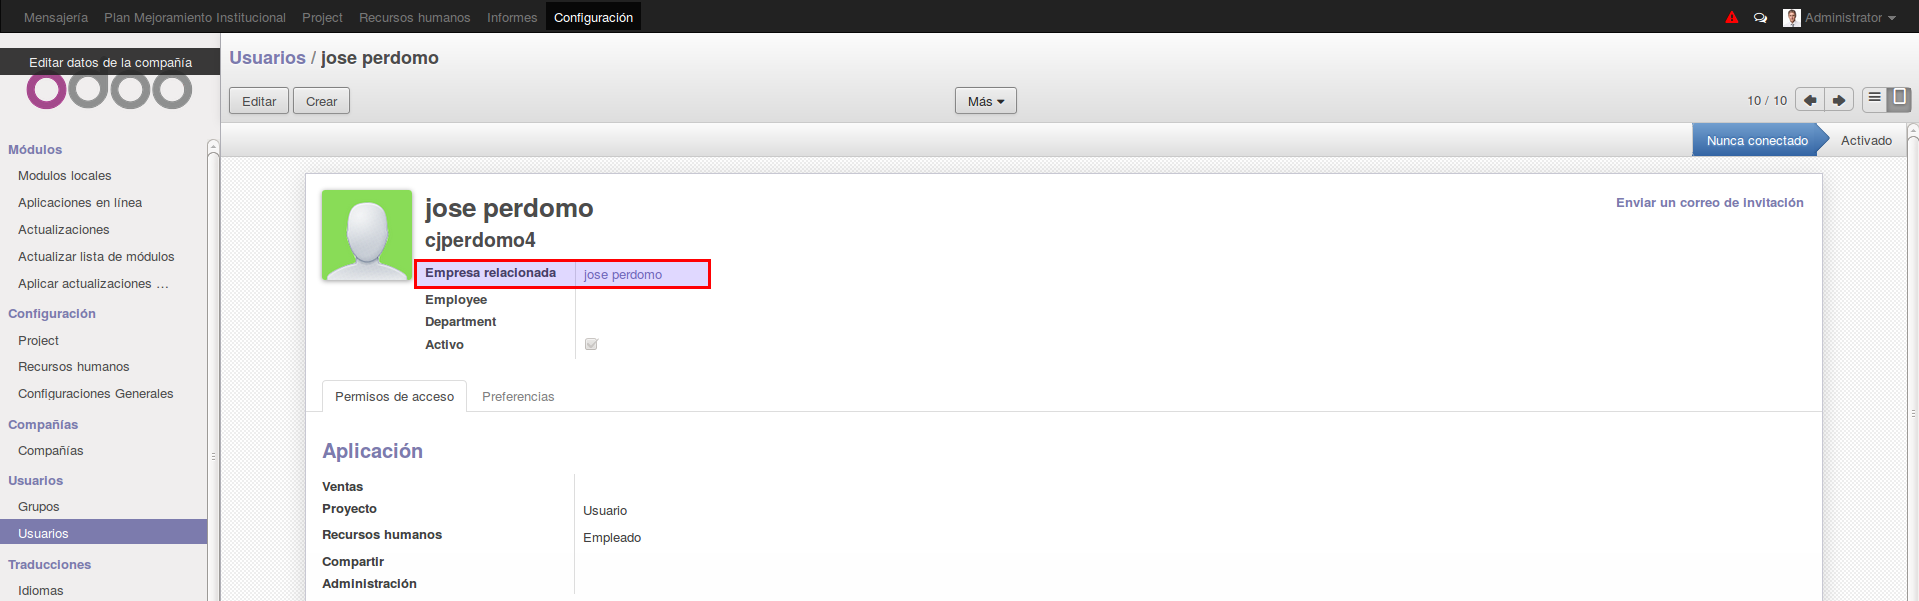 Mensajería Plan Mejoramiento Institucional Project Recursos humanos Informes Configuración Administrator
Editar datos de la compañía
odoo
Usuarios / jose perdomo
Editar Crear Más 10 / 10
Nunca conectado Activado
Módulos
Modulos locales
Aplicaciones en línea
Actualizaciones
Actualizar lista de módulos
Aplicar actualizaciones ...
Configuración
Project
Recursos humanos
Configuraciones Generales
Compañías
Compañías
Usuarios
Grupos
Usuarios
Traducciones
Idiomas
jose perdomo
Enviar un correo de invitación
cjperdomo4
Empresa relacionada jose perdomo
Employee
Department
Activo
Permisos de acceso Preferencias
Aplicación
Ventas
Proyecto Usuario
Recursos humanos Empleado
Compartir
Administración